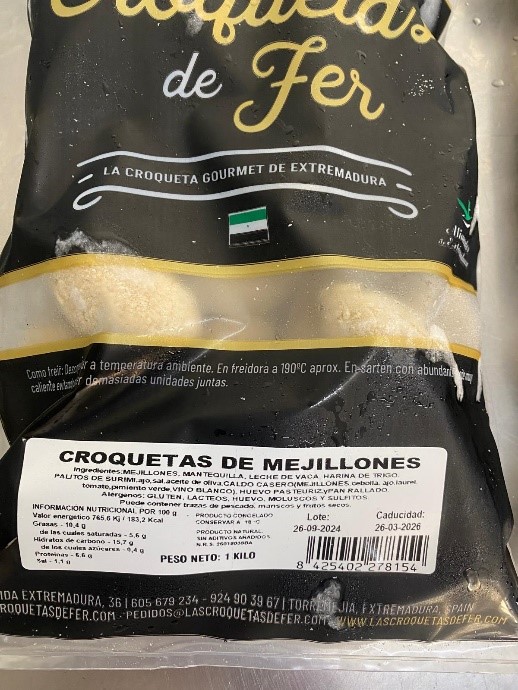 Croquetas
de Fer
LA CROQUETA GOURMET DE EXTREMADURA
Como freír: a temperatura ambiente. En freidora a 190ºC aprox. En sartén con abundante muy
caliente demasiadas unidades juntas.
CROQUETAS DE MEJILLONES
Ingredientes:MEJILLONES, MANTEQUILLA, LECHE DE VACA, HARINA DE TRIGO,
PALITOS DE SURIMI,ajo,sal,aceite de oliva,CALDO CASERO(MEJILLONES,cebolla, ajo,laurel,
tomate,pimiento verde,VINO BLANCO), HUEVO PASTEURIZ,yPAN RALLADO.
Alergenos: GLUTEN, LACTEOS, HUEVO, MOLUSCOS Y SULFITOS.
Puede contener trazas de pescado, mariscos y frutos secos.
INFORMACION NUTRICIONAL POR 100 g
Valor energetico 765,6 Kj / 183,2 Kcal
Grasas - 10,4 g
de las cuales saturadas - 5,6 g
Hidratos de carbono - 15,7 g
de los cuales azúcares - 0,4 g
Proteinas - 6,6 g
Sal - 1,1 g
PRODUCTO CONGELADO
CONSERVAR A -18 ºC
PRODUCTO NATURAL
SIN ADITIVOS AÑADIDOS
PESO NETO: 1 KILO
Lote:
26-09-2024
Caducidad:
26-03-2026
8 425402 278154
DA EXTREMADURA, 36 | 605 679 234 - 924 90 39 67 | TORREMEJIA, EXTREMADURA, SPAIN
ROQUETASDEFER.COM - PEDIDOS@LASCROQUETASDEFER.COM - WWW.LASCROQUETASDEFER.COM